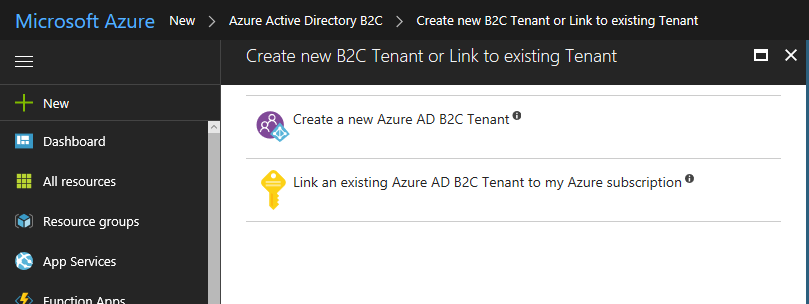 Microsoft Azure New > Azure Active Directory B2C > Create new B2C Tenant or Link to existing Tenant
Create new B2C Tenant or Link to existing Tenant
New
Create a new Azure AD B2C Tenant
Dashboard
All resources
Link an existing Azure AD B2C Tenant to my Azure subscription
Resource groups
App Services
Function Apps